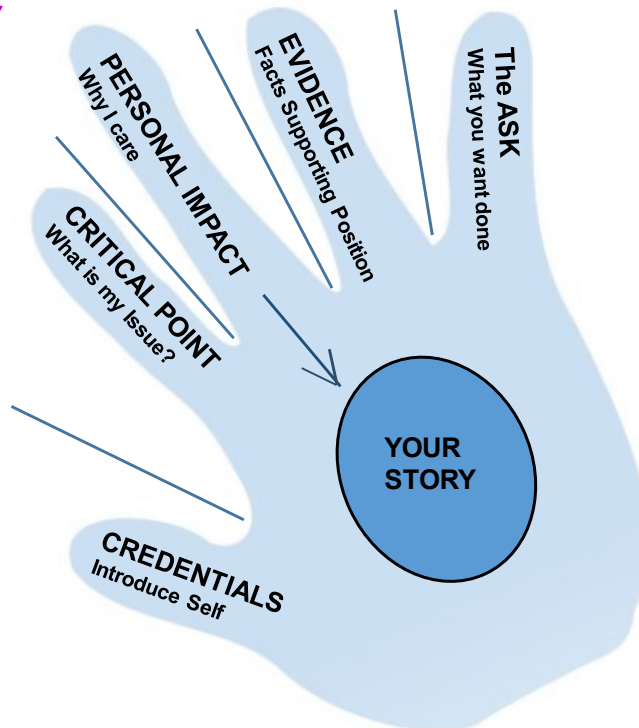 CREDENTIALS
Introduce Self
CRITICAL POINT
What is my Issue?
PERSONAL IMPACT
Why I care
EVIDENCE
Facts Supporting Position
The ASK
What you want done
YOUR
STORY